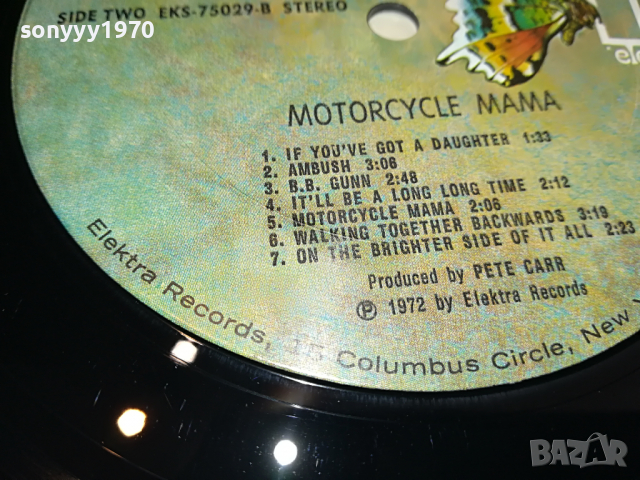 sonyyy1970
SIDE TWO EKS-75029-B STEREO
MOTORCYCLE MAMA
1. IF YOU'VE GOT A DAUGHTER 1:33
2. AMBUSH 3:06
3. B.B. GUNN 2:48
4. IT'LL BE A LONG LONG TIME 2:12
5. MOTORCYCLE MAMA 2:06
6. WALKING TOGETHER BACKWARDS 3:19
7. ON THE BRIGHTER SIDE OF IT ALL 2:23
Produced by PETE CARR
℗ 1972 by Elektra Records
Elektra Records, 15 Columbus Circle, New
BAZAR